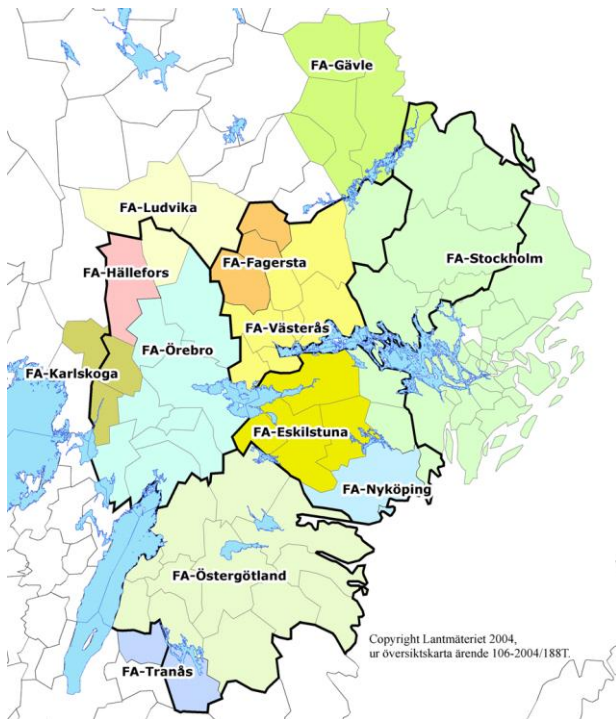 FA-Gävle
FA-Ludvika
FA-Stockholm
FA-Fagersta
FA-Hällefors
FA-Västerås
FA-Örebro
FA-Karlskoga
FA-Eskilstuna
FA-Nyköping
FA-Östergötland
Copyright Lantmäteriet 2004,
ur översiktskarta ärende 106-2004/188T.
FA-Tranås